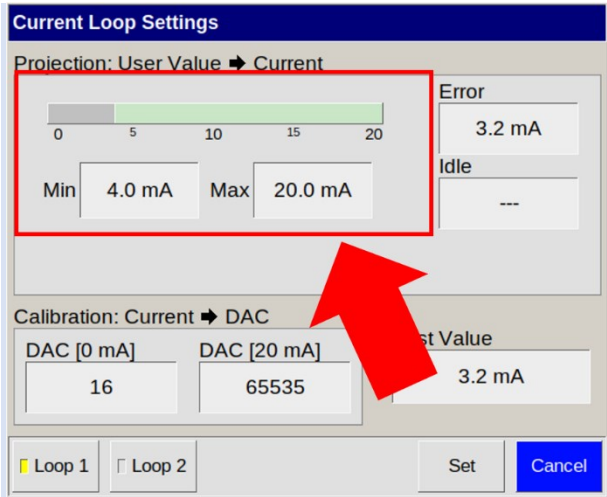 Current Loop Settings
Projection: User Value ➡ Current
0 5 10 15 20
Min 4.0 mA Max 20.0 mA
Error
3.2 mA
Idle
---
Calibration: Current ➡ DAC
DAC [0 mA] DAC [20 mA]
16 65535
Value
3.2 mA
Loop 1 Loop 2 Set Cancel